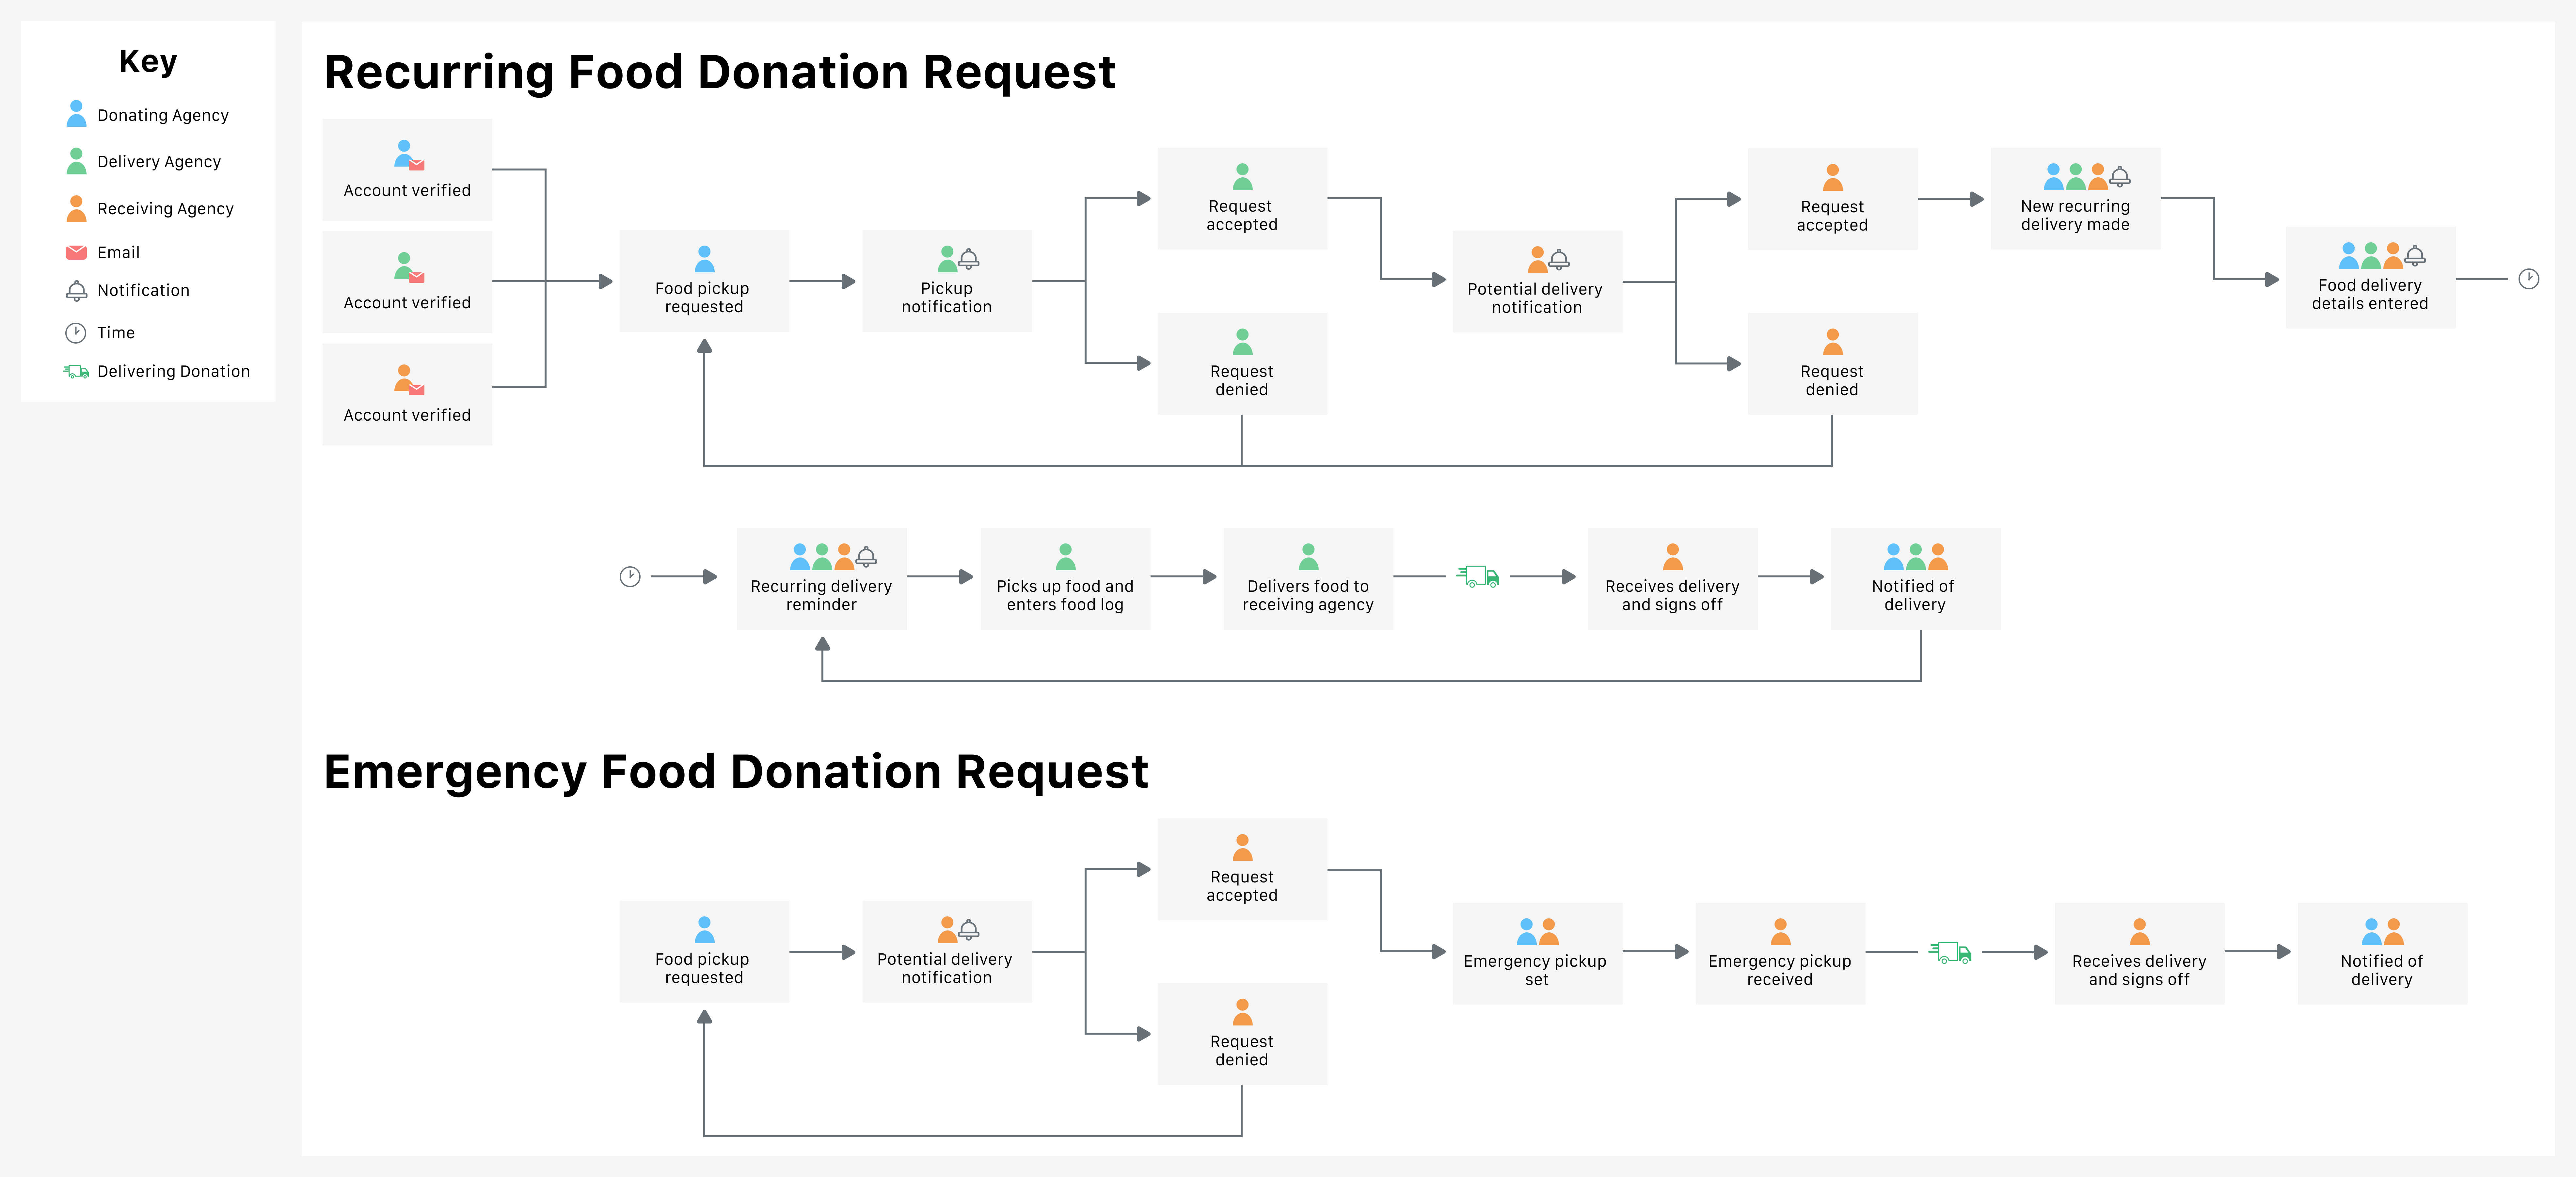 Key
Donating Agency
Delivery Agency
Receiving Agency
Email
Notification
Time
Delivering Donation
Recurring Food Donation Request
Account verified
Account verified
Account verified
Food pickup
requested
Pickup
notification
Request
accepted
Request
denied
Potential delivery
notification
Request
accepted
Request
denied
New recurring
delivery made
Food delivery
details entered
Recurring delivery
reminder
Picks up food and
enters food log
Delivers food to
receiving agency
Receives delivery
and signs off
Notified of
delivery
Emergency Food Donation Request
Food pickup
requested
Potential delivery
notification
Request
accepted
Request
denied
Emergency pickup
set
Emergency pickup
received
Receives delivery
and signs off
Notified of
delivery